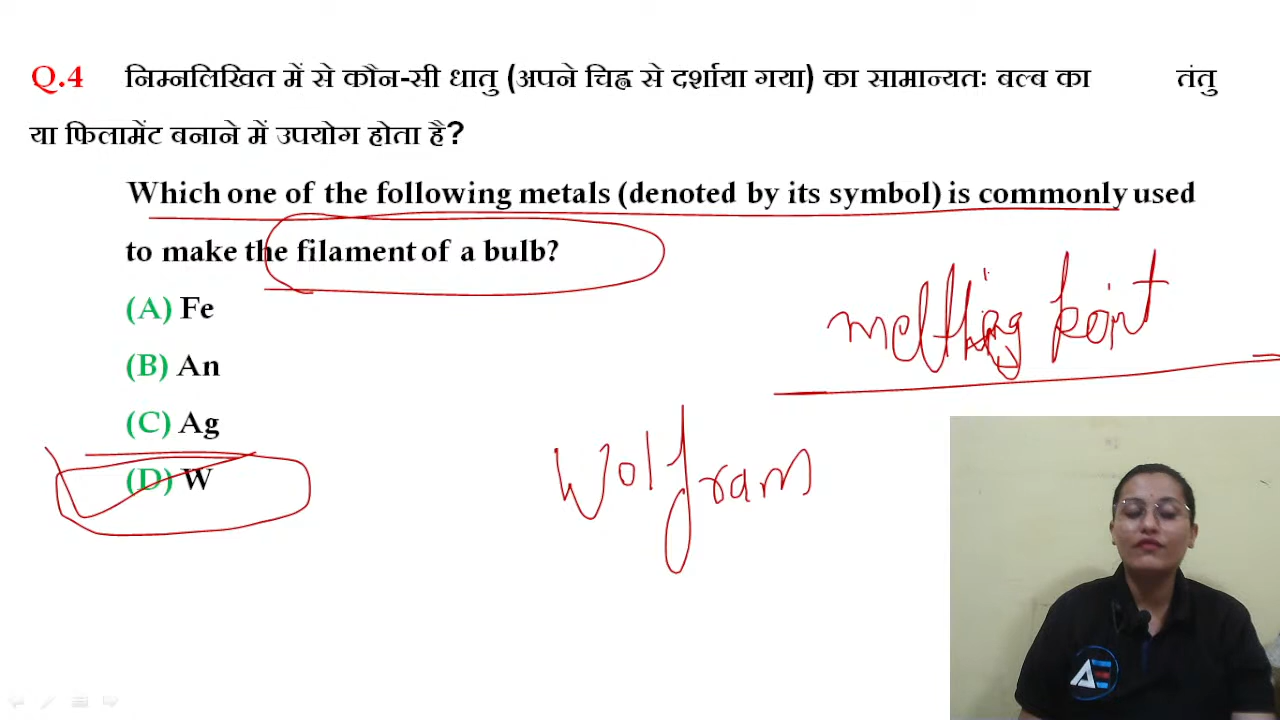 Q.4 निम्नलिखित में से कौन-सी धातु (अपने चिह्न से दर्शाया गया) का सामान्यतः बल्ब का तंतु
या फिलामेंट बनाने में उपयोग होता है?
Which one of the following metals (denoted by its symbol) is commonly used
to make the filament of a bulb?
(A) Fe
melting point
(B) An
(C) Ag
(D) W
Wolfram
AE